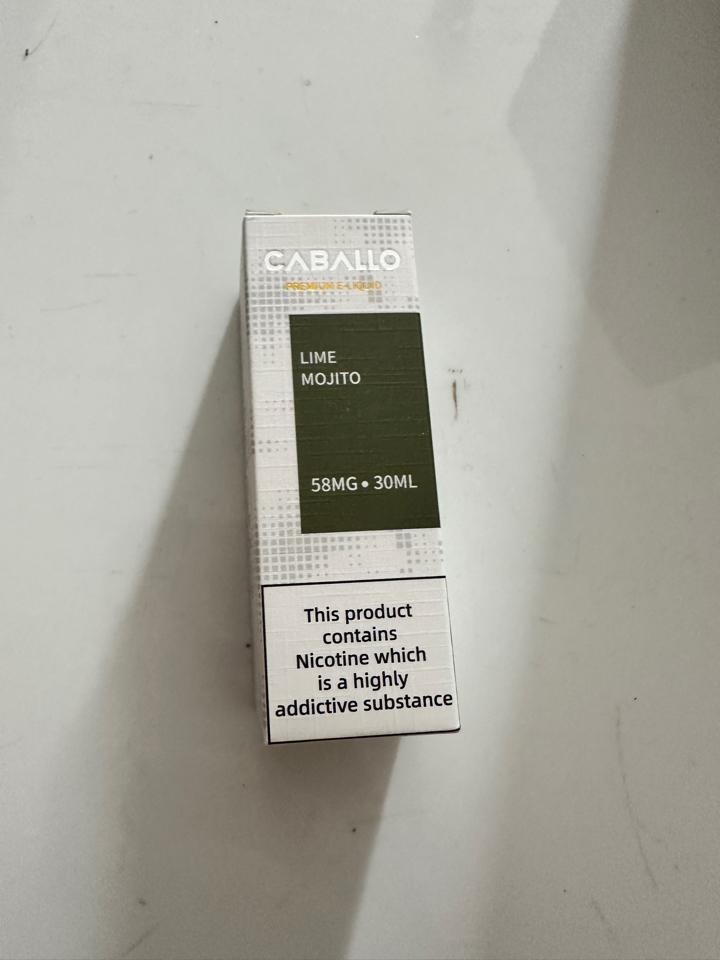 CABALLO
PREMIUM E-LIQUID
LIME
MOJITO
58MG • 30ML
This product
contains
Nicotine which
is a highly
addictive substance